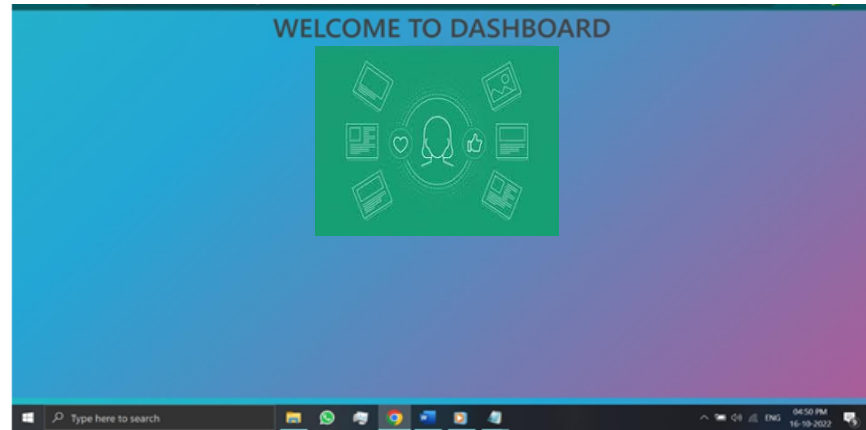 WELCOME TO DASHBOARD
Type here to search
ENG
04:50 PM
16-10-2022